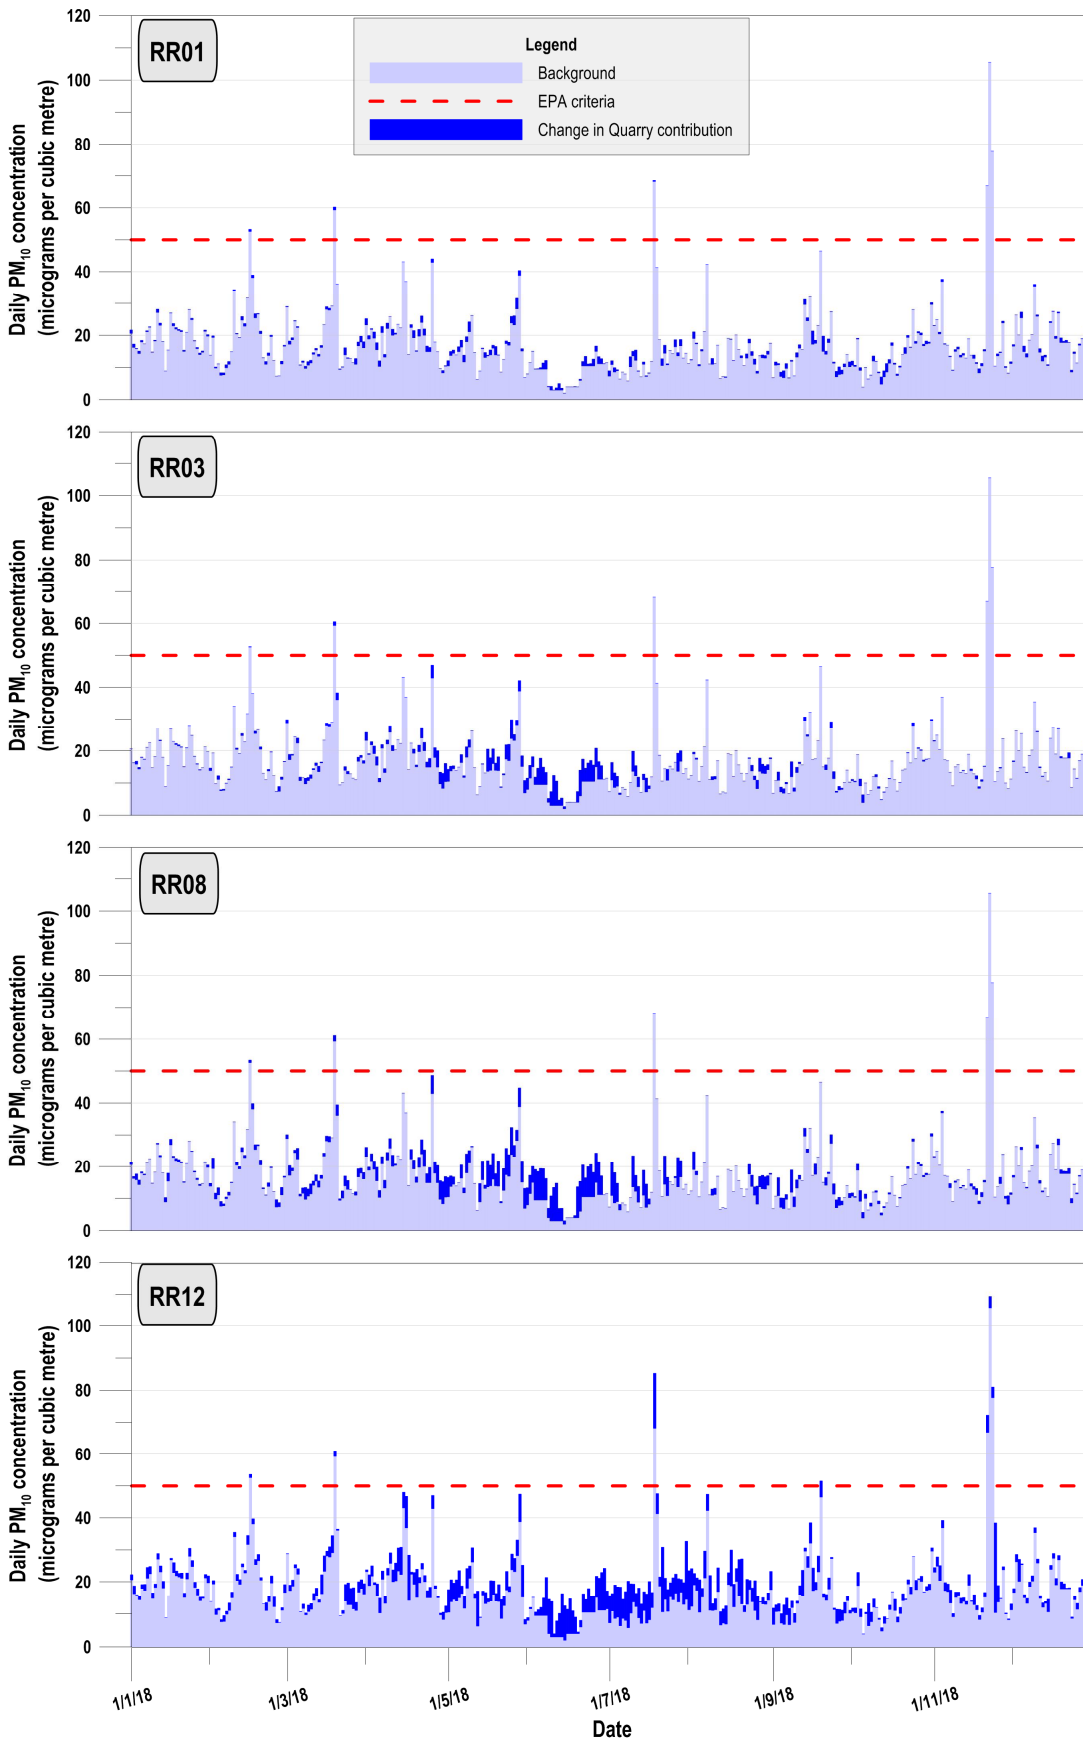 120
RR01
Legend
Background
EPA criteria
Change in Quarry contribution
100
80
60
40
20
0
Daily PM10 concentration
(micrograms per cubic metre)
120
RR03
100
80
60
40
20
0
Daily PM10 concentration
(micrograms per cubic metre)
120
RR08
100
80
60
40
20
0
Daily PM10 concentration
(micrograms per cubic metre)
120
RR12
100
80
60
40
20
0
Daily PM10 concentration
(micrograms per cubic metre)
1/1/18
1/3/18
1/5/18
1/7/18
1/9/18
1/11/18
Date